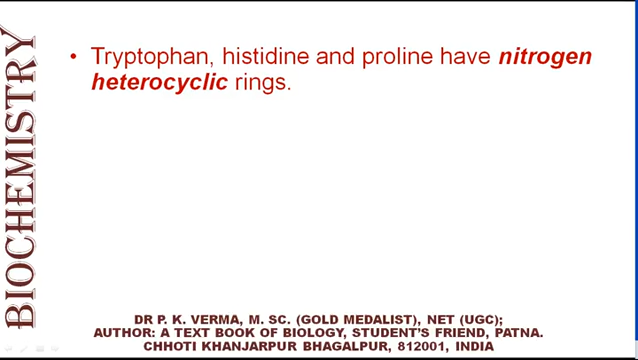 BIOCHEMISTRY
• Tryptophan, histidine and proline have nitrogen
heterocyclic rings.
DR P. K. VERMA, M. SC. (GOLD MEDALIST), NET (UGC);
AUTHOR: A TEXT BOOK OF BIOLOGY, STUDENT'S FRIEND, PATNA.
CHHOTI KHANJARPUR BHAGALPUR, 812001, INDIA